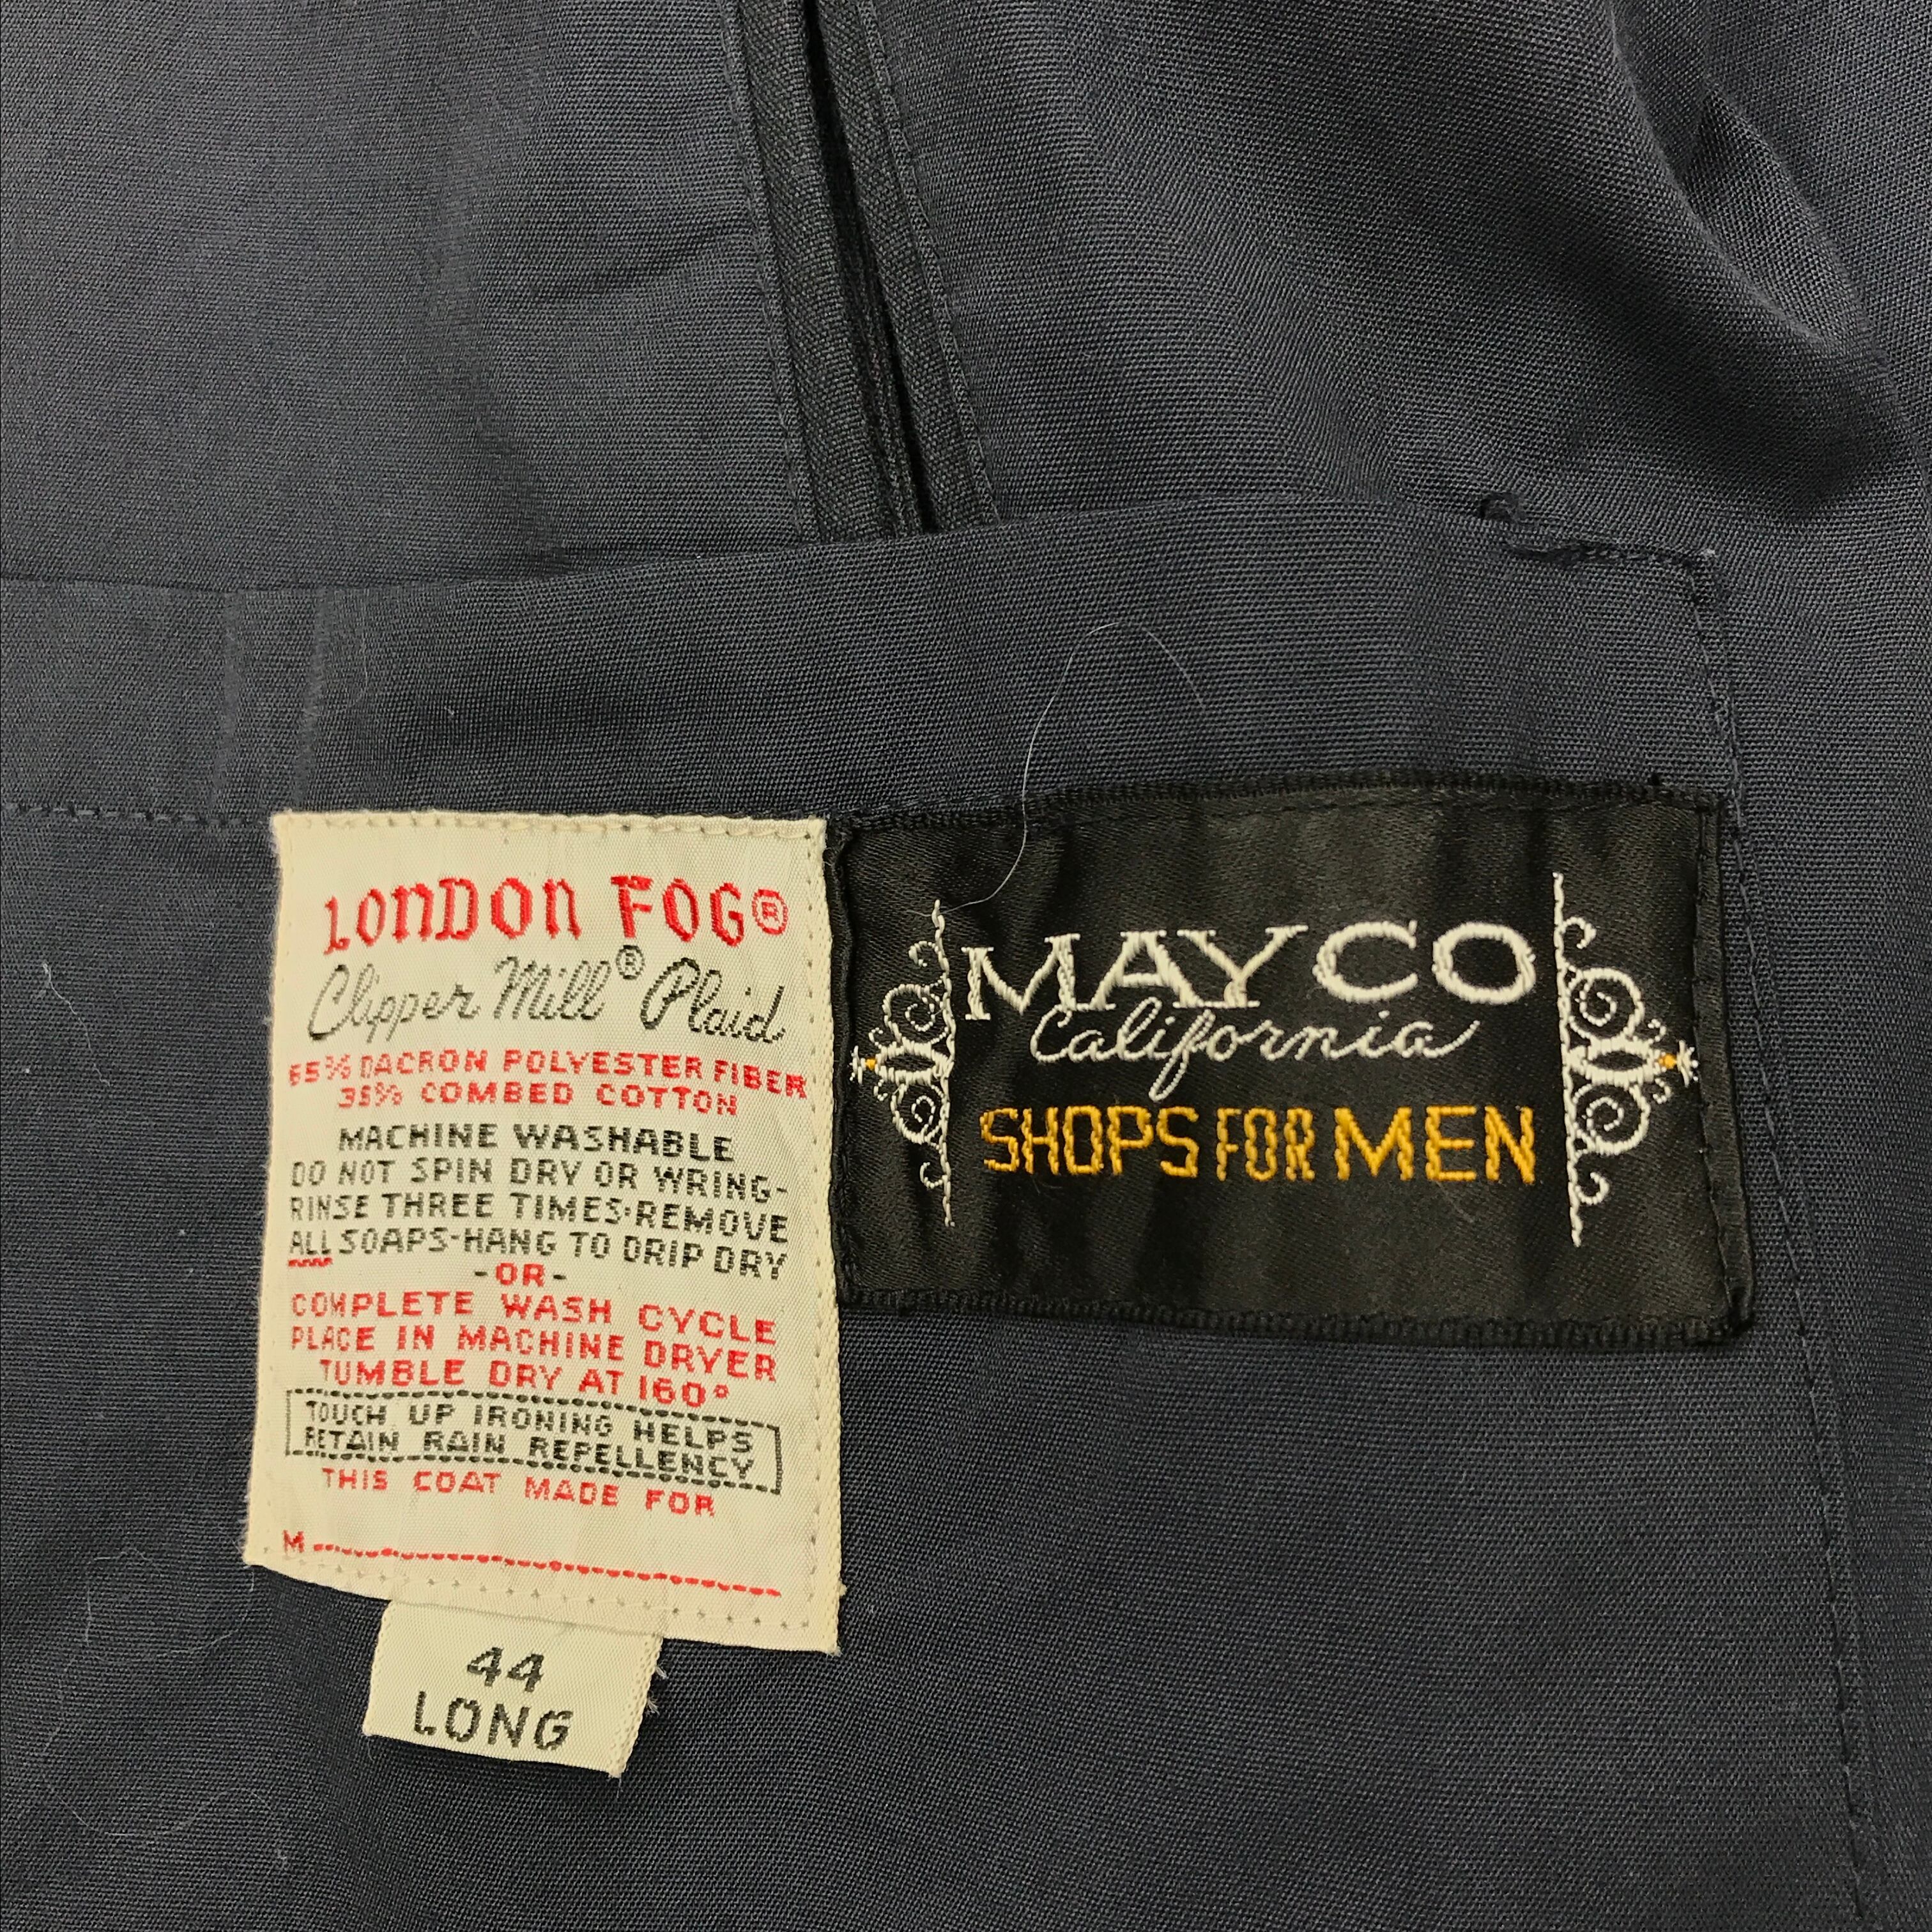 LONDON FOG®
Clipper Mill® Plaid
65% DACRON POLYESTER FIBER
35% COMBED COTTON
MACHINE WASHABLE
DO NOT SPIN DRY OR WRING-
RINSE THREE TIMES·REMOVE
ALL SOAPS-HANG TO DRIP DRY
-OR-
COMPLETE WASH CYCLE
PLACE IN MACHINE DRYER
TUMBLE DRY AT 160°
TOUCH UP IRONING HELPS
RETAIN RAIN REPELLENCY
THIS COAT MADE FOR
M
44
LONG
MAY CO
California
SHOPS FOR MEN